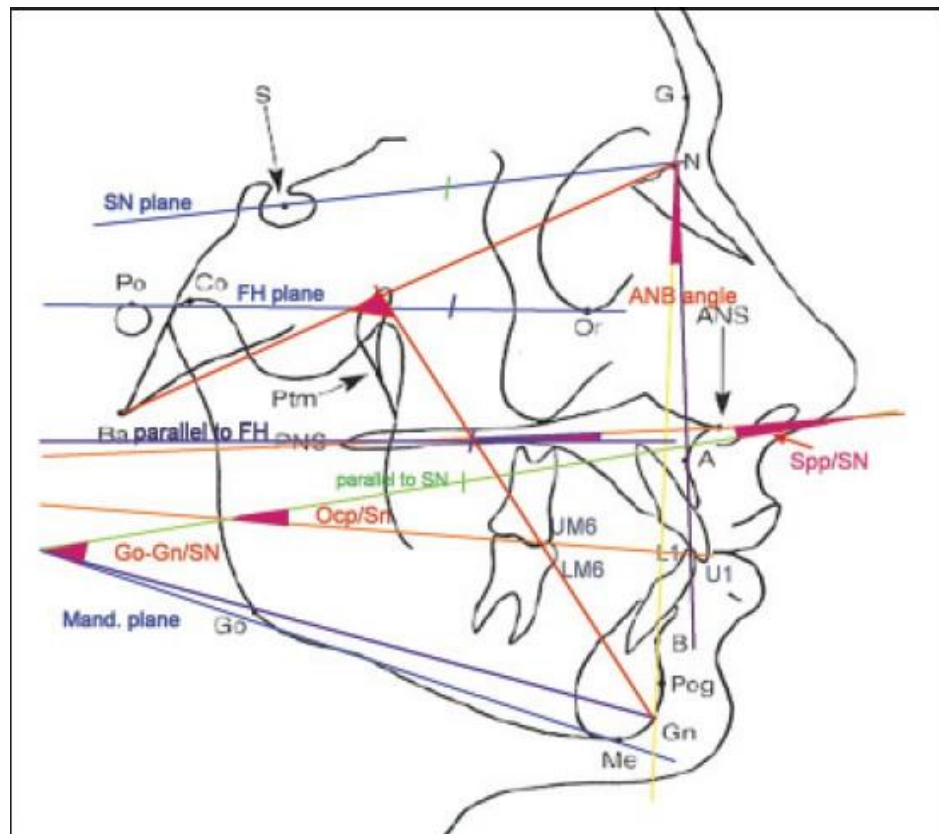 S
G
N
SN plane
Po
Co
FH plane
Or
ANB angle
ANS
Ptm
Ba
parallel to FH
PNS
A
Spp/SN
parallel to SN
Ocp/Sn
UM6
L1
U1
Go-Gn/SN
LM6
Mand. plane
Go
B
Pog
Gn
Me